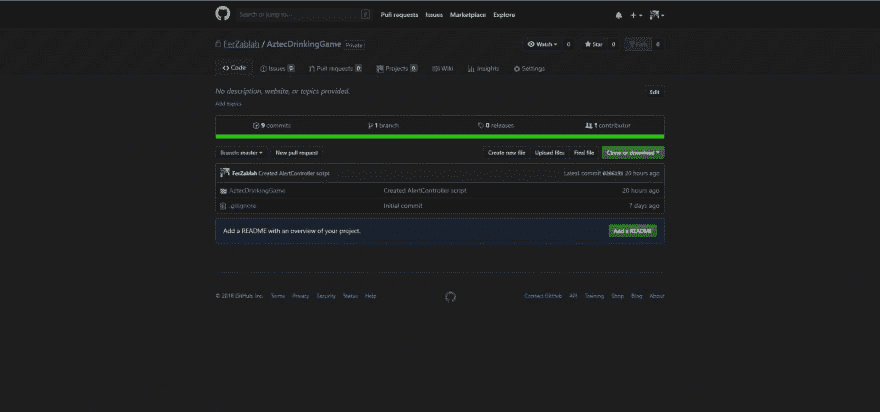 Search or jump to... / Pull requests Issues Marketplace Explore
FerZablah / AztecDrinkingGame Private Watch 0 Star 0 Fork 0
Code Issues 0 Pull requests 0 Projects 0 Wiki Insights Settings
No description, website, or topics provided. Edit
Add topics
9 commits 1 branch 0 releases 1 contributor
Branch: master New pull request Create new file Upload files Find file Clone or download
FerZablah Created AlertController script Latest commit 20 hours ago
AztecDrinkingGame Created AlertController script 20 hours ago
.gitignore Initial commit 7 days ago
Add a README with an overview of your project. Add a README
© 2018 GitHub, Inc. Terms Privacy Security Status Help Contact GitHub API Training Shop Blog About